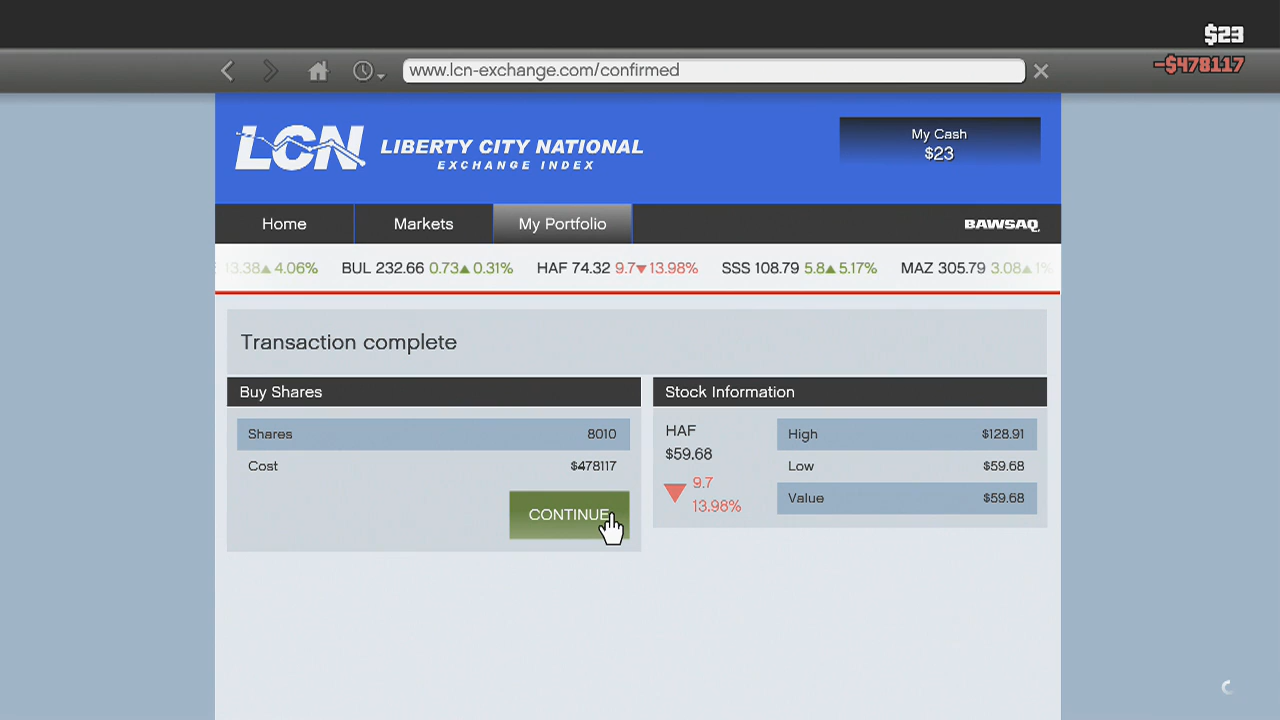 $23
-$478117
www.lcn-exchange.com/confirmed
LCN LIBERTY CITY NATIONAL
EXCHANGE INDEX
My Cash
$23
Home Markets My Portfolio BAWSAQ
13.38▲4.06% BUL 232.66 0.73▲0.31% HAF 74.32 9.7▼13.98% SSS 108.79 5.8▲5.17% MAZ 305.79 3.08▲1%
Transaction complete
Buy Shares
Shares 8010
Cost $478117
CONTINUE
Stock Information
HAF
$59.68
9.7
13.98%
High $128.91
Low $59.68
Value $59.68